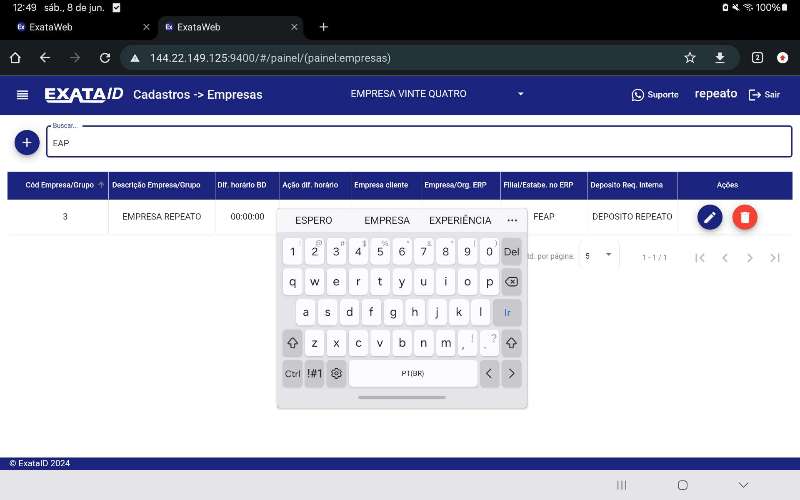 12:49 sáb., 8 de jun. 100%
ExataWeb
ExataWeb
144.22.149.125:9400/#/painel/(painel:empresas)
2
EXATAID Cadastros -> Empresas EMPRESA VINTE QUATRO Suporte repeato Sair
Buscar...
EAP
Cód Empresa/Grupo Descrição Empresa/Grupo Dif. horário BD Ação dif. horário Empresa cliente Empresa/Org. ERP Filial/Estabe. no ERP Deposito Req. Interna Ações
3 EMPRESA REPEATO 00:00:00 FEAP DEPOSITO REPEATO
td. por página: 5 1 - 1 / 1
ESPERO EMPRESA EXPERIÊNCIA ...
1 2 3 4 5 6 7 8 9 0 Del
q w e r t y u i o p
a s d f g h j k l Ir
z x c v b n m , ! . ?
Ctrl !#1 PT(BR)
© ExataID 2024